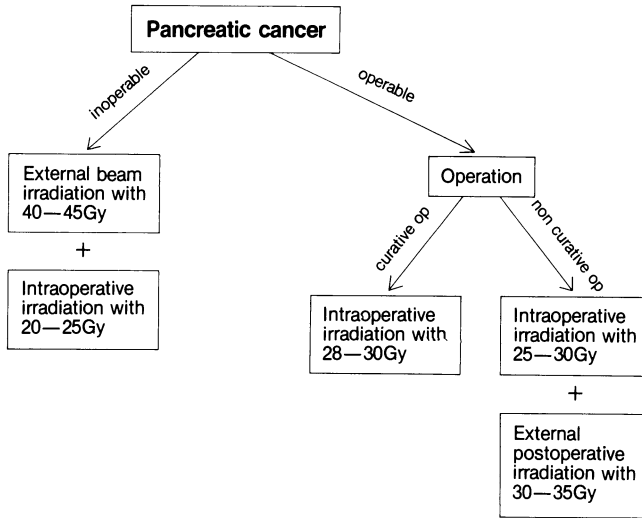 Pancreatic cancer
inoperable
operable
External beam
irradiation with
40—45Gy
+
Intraoperative
irradiation with
20—25Gy
Operation
curative op
non curative op
Intraoperative
irradiation with
28—30Gy
Intraoperative
irradiation with
25—30Gy
+
External
postoperative
irradiation with
30—35Gy